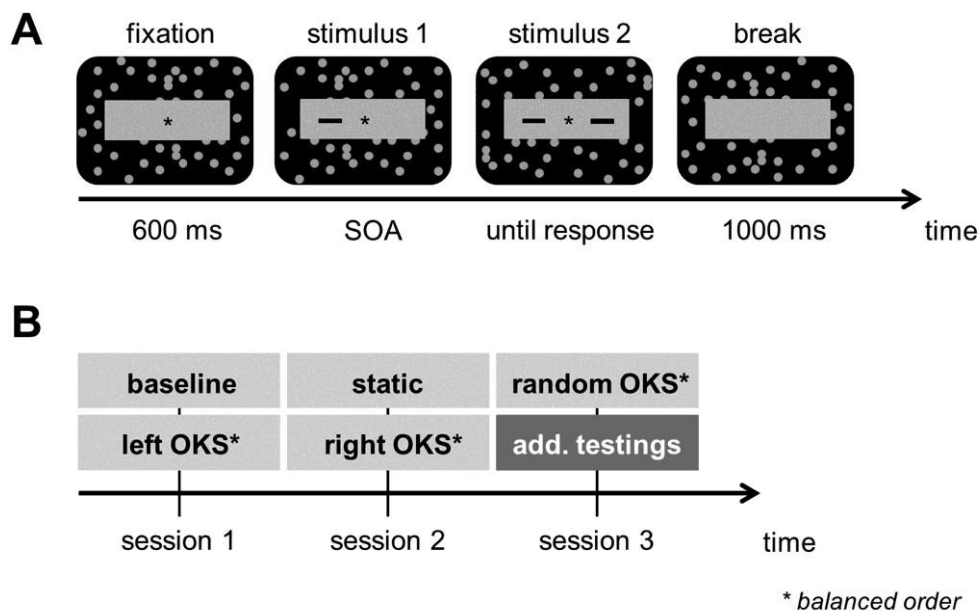 A
fixation stimulus 1 stimulus 2 break
* * *
600 ms SOA until response 1000 ms time
B
baseline static random OKS*
left OKS* right OKS* add. testings
session 1 session 2 session 3 time
* balanced order